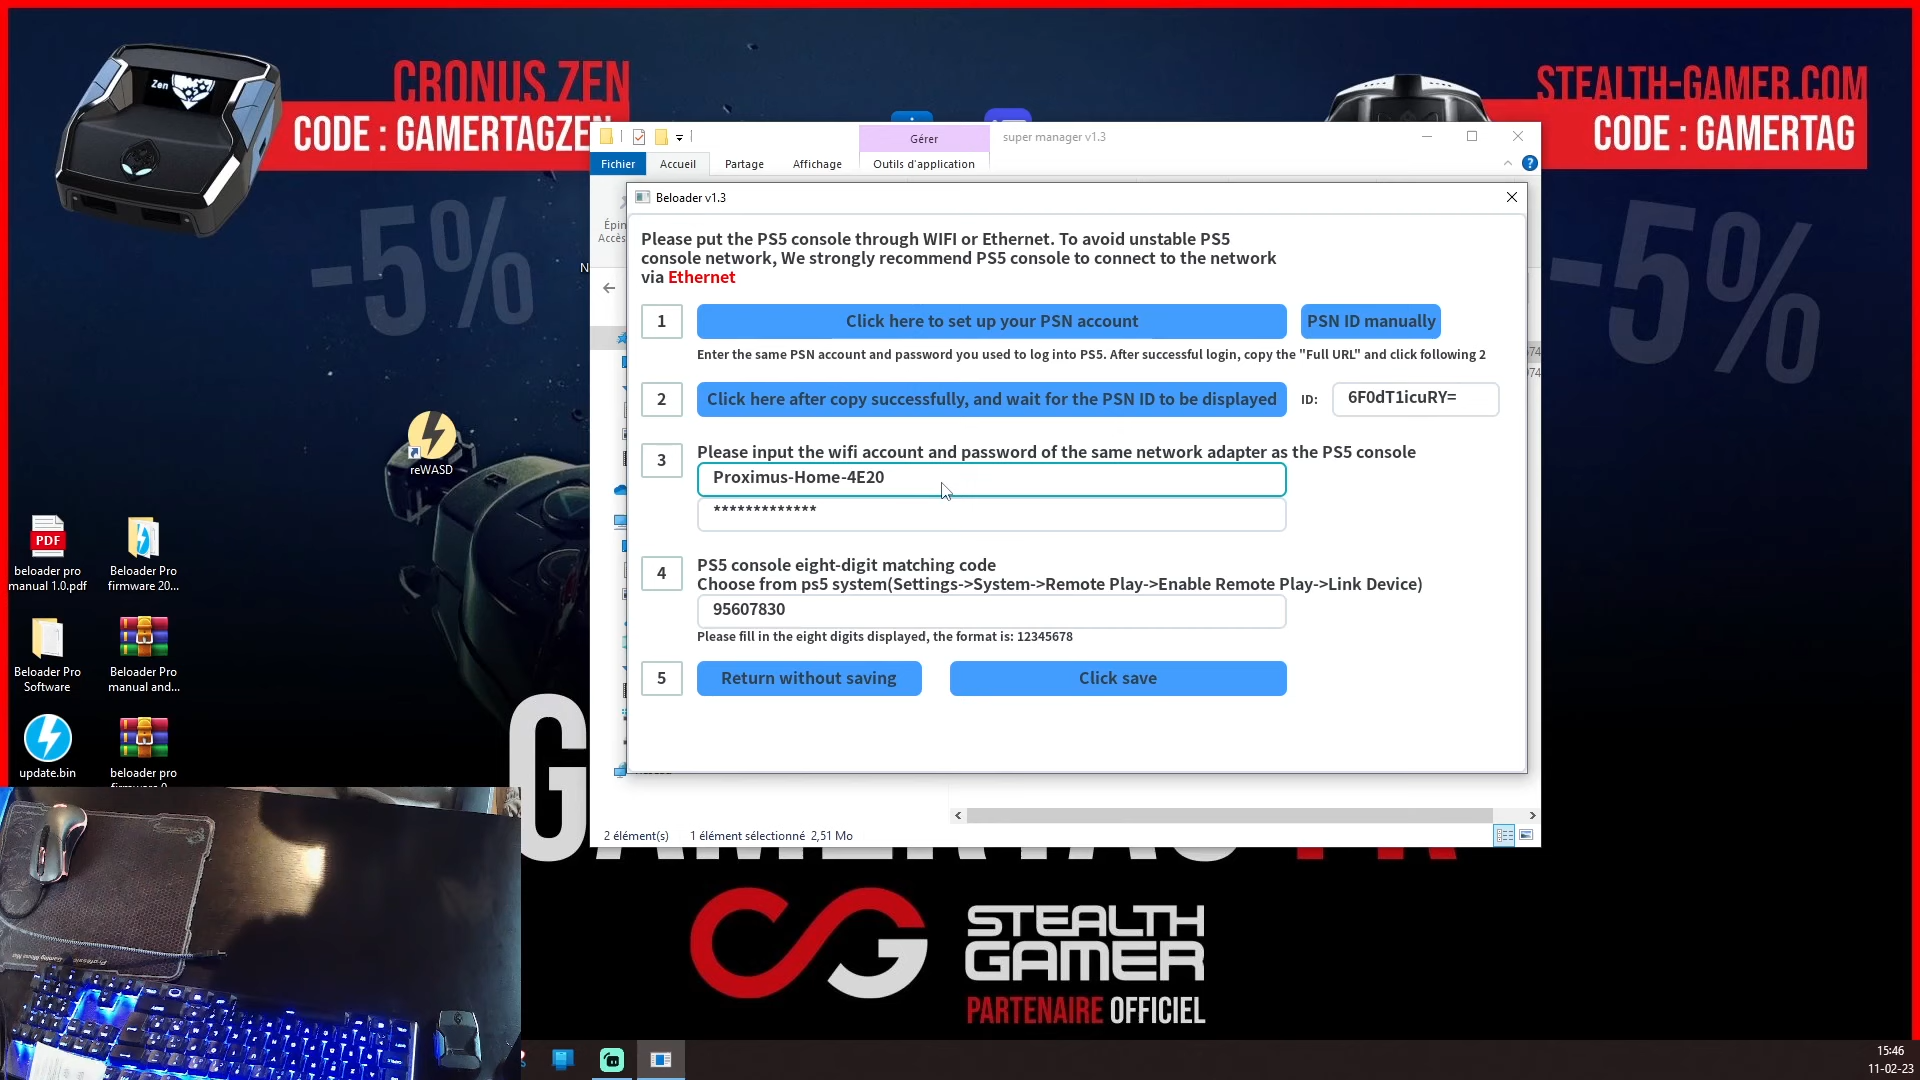 CRONUS ZEN
CODE : GAMERTAGZEN
-5%
STEALTH-GAMER.COM
CODE : GAMERTAG
-5%
Zen
Gérer
super manager v1.3
Fichier
Accueil
Partage
Affichage
Outils d'application
Beloader v1.3
Please put the PS5 console through WIFI or Ethernet. To avoid unstable PS5
console network, We strongly recommend PS5 console to connect to the network
via Ethernet
1
Click here to set up your PSN account
PSN ID manually
Enter the same PSN account and password you used to log into PS5. After successful login, copy the "Full URL" and click following 2
2
Click here after copy successfully, and wait for the PSN ID to be displayed
ID:
6F0dT1icuRY=
3
Please input the wifi account and password of the same network adapter as the PS5 console
Proximus-Home-4E20
*************
4
PS5 console eight-digit matching code
Choose from ps5 system(Settings->System->Remote Play->Enable Remote Play->Link Device)
95607830
Please fill in the eight digits displayed, the format is: 12345678
5
Return without saving
Click save
2 élément(s)
1 élément sélectionné 2,51 Mo
reWASD
PDF
beloader pro
manual 1.0.pdf
Beloader Pro
firmware 20...
Beloader Pro
Software
Beloader Pro
manual and...
update.bin
beloader pro
STEALTH
GAMER
PARTENAIRE OFFICIEL
15:46
11-02-23